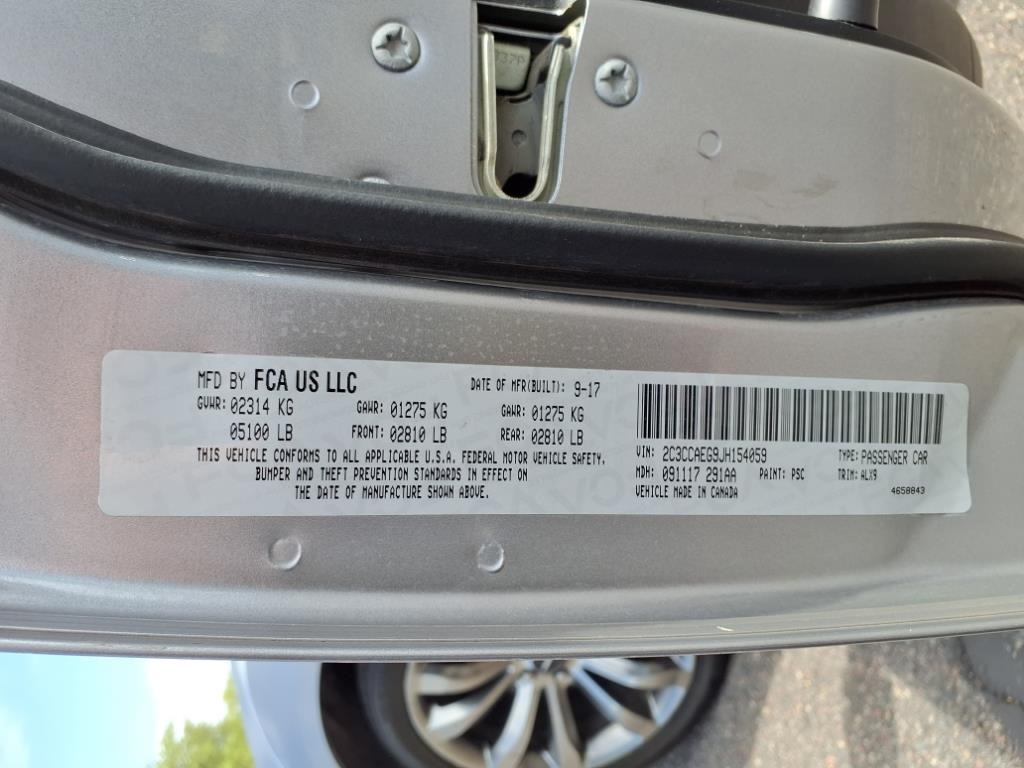 MFD BY FCA US LLC DATE OF MFR(BUILT): 9-17
GVWR: 02314 KG GAWR: 01275 KG GAWR: 01275 KG
05100 LB FRONT: 02810 LB REAR: 02810 LB
THIS VEHICLE CONFORMS TO ALL APPLICABLE U.S.A. FEDERAL MOTOR VEHICLE SAFETY,
BUMPER AND THEFT PREVENTION STANDARDS IN EFFECT ON
THE DATE OF MANUFACTURE SHOWN ABOVE.
VIN: 2C3CCAEG9JH154059 TYPE: PASSENGER CAR
MDH: 091117 291AA PAINT: PSC TRIM: ALX9
VEHICLE MADE IN CANADA 4658843